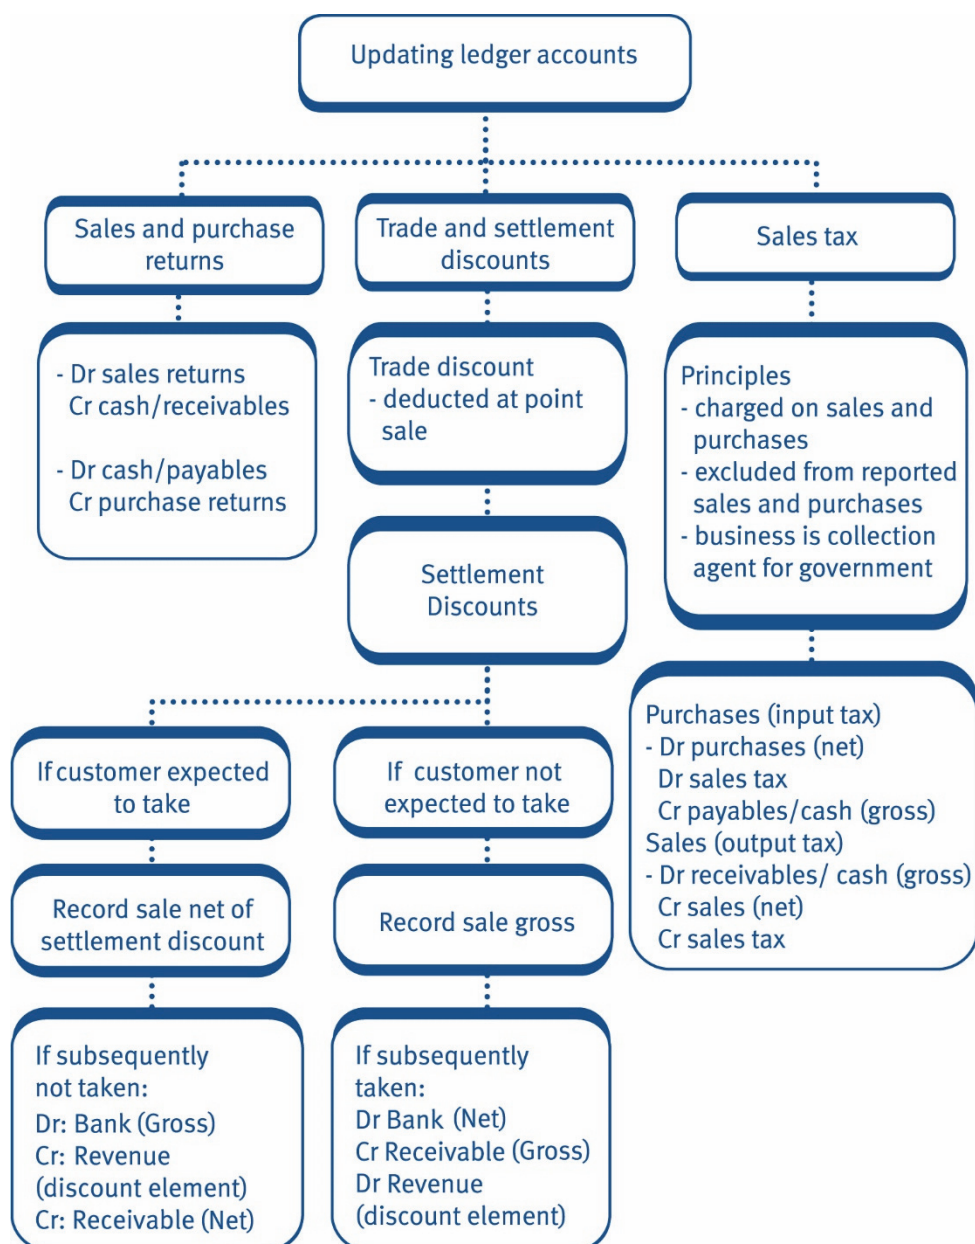 Updating ledger accounts
Sales and purchase
returns
Trade and settlement
discounts
Sales tax
- Dr sales returns
Cr cash/receivables
- Dr cash/payables
Cr purchase returns
Trade discount
- deducted at point
sale
Principles
- charged on sales and
purchases
- excluded from reported
sales and purchases
- business is collection
agent for government
Settlement
Discounts
Purchases (input tax)
- Dr purchases (net)
Dr sales tax
Cr payables/cash (gross)
Sales (output tax)
- Dr receivables/ cash (gross)
Cr sales (net)
Cr sales tax
If customer expected
to take
If customer not
expected to take
Record sale net of
settlement discount
Record sale gross
If subsequently
not taken:
Dr: Bank (Gross)
Cr: Revenue
(discount element)
Cr: Receivable (Net)
If subsequently
taken:
Dr Bank (Net)
Cr Receivable (Gross)
Dr Revenue
(discount element)